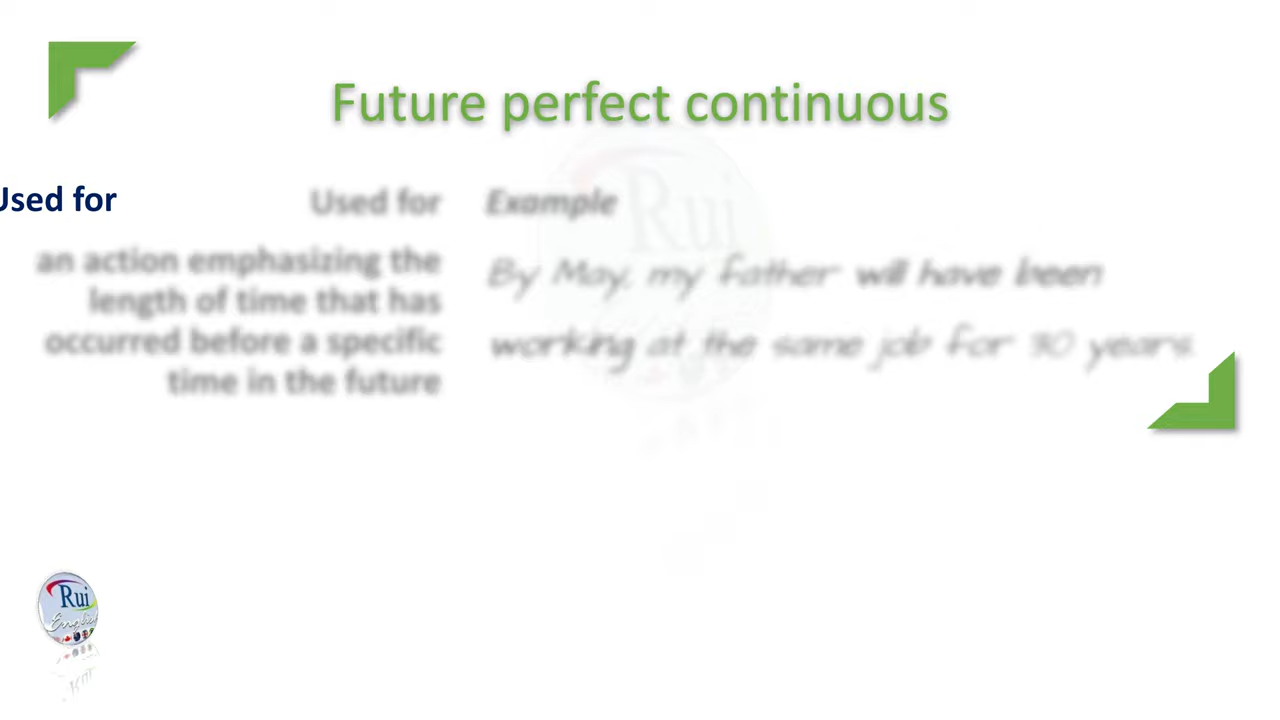 Future perfect continuous
Used for
Used for
Example
an action emphasizing the
length of time that has
occurred before a specific
time in the future
By May, my father will have been
working at the same job for 30 years.
Rui
Rui
English